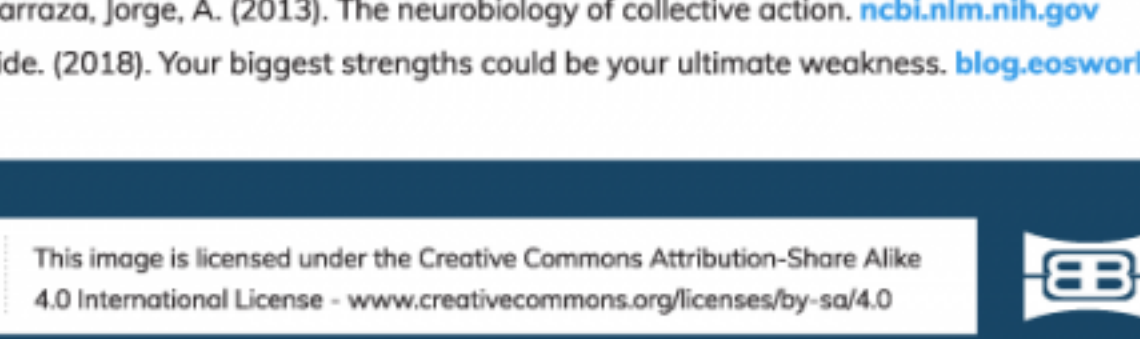 arraza, Jorge, A. (2013). The neurobiology of collective action. ncbi.nlm.nih.gov
ide. (2018). Your biggest strengths could be your ultimate weakness. blog.eosworl
This image is licensed under the Creative Commons Attribution-Share Alike
4.0 International License - www.creativecommons.org/licenses/by-sa/4.0
BB